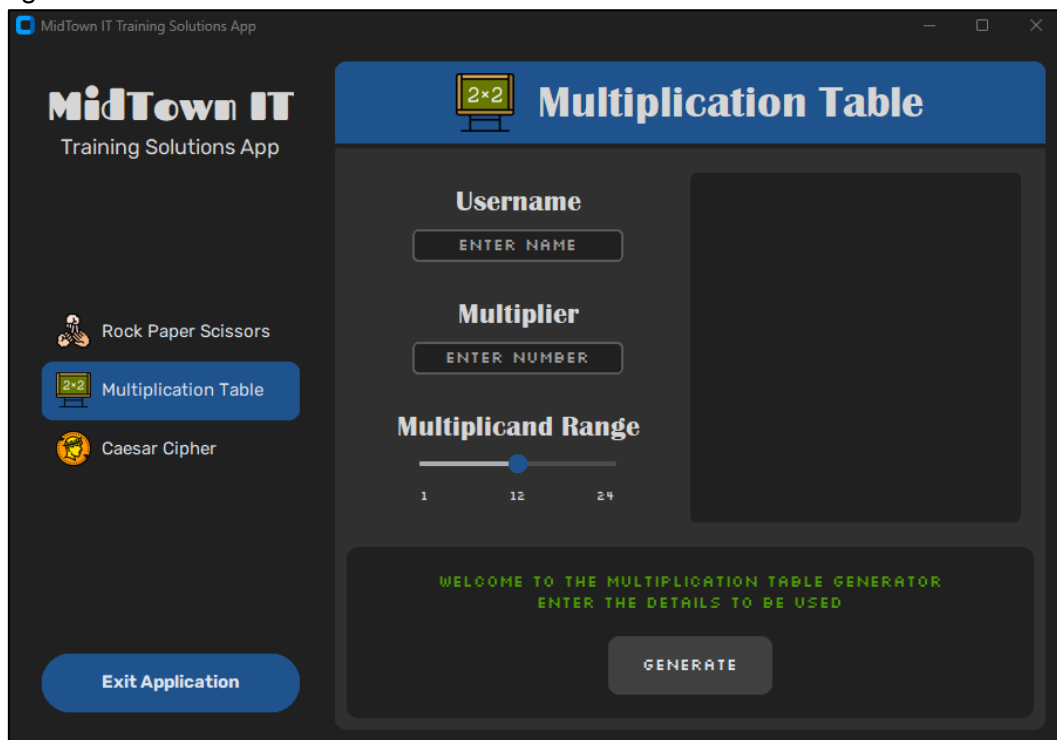 MidTown IT Training Solutions App
MidTown IT
Training Solutions App
Rock Paper Scissors
2×2
Multiplication Table
Caesar Cipher
Exit Application
2×2
Multiplication Table
Username
ENTER NAME
Multiplier
ENTER NUMBER
Multiplicand Range
1 12 24
WELCOME TO THE MULTIPLICATION TABLE GENERATOR
ENTER THE DETAILS TO BE USED
GENERATE